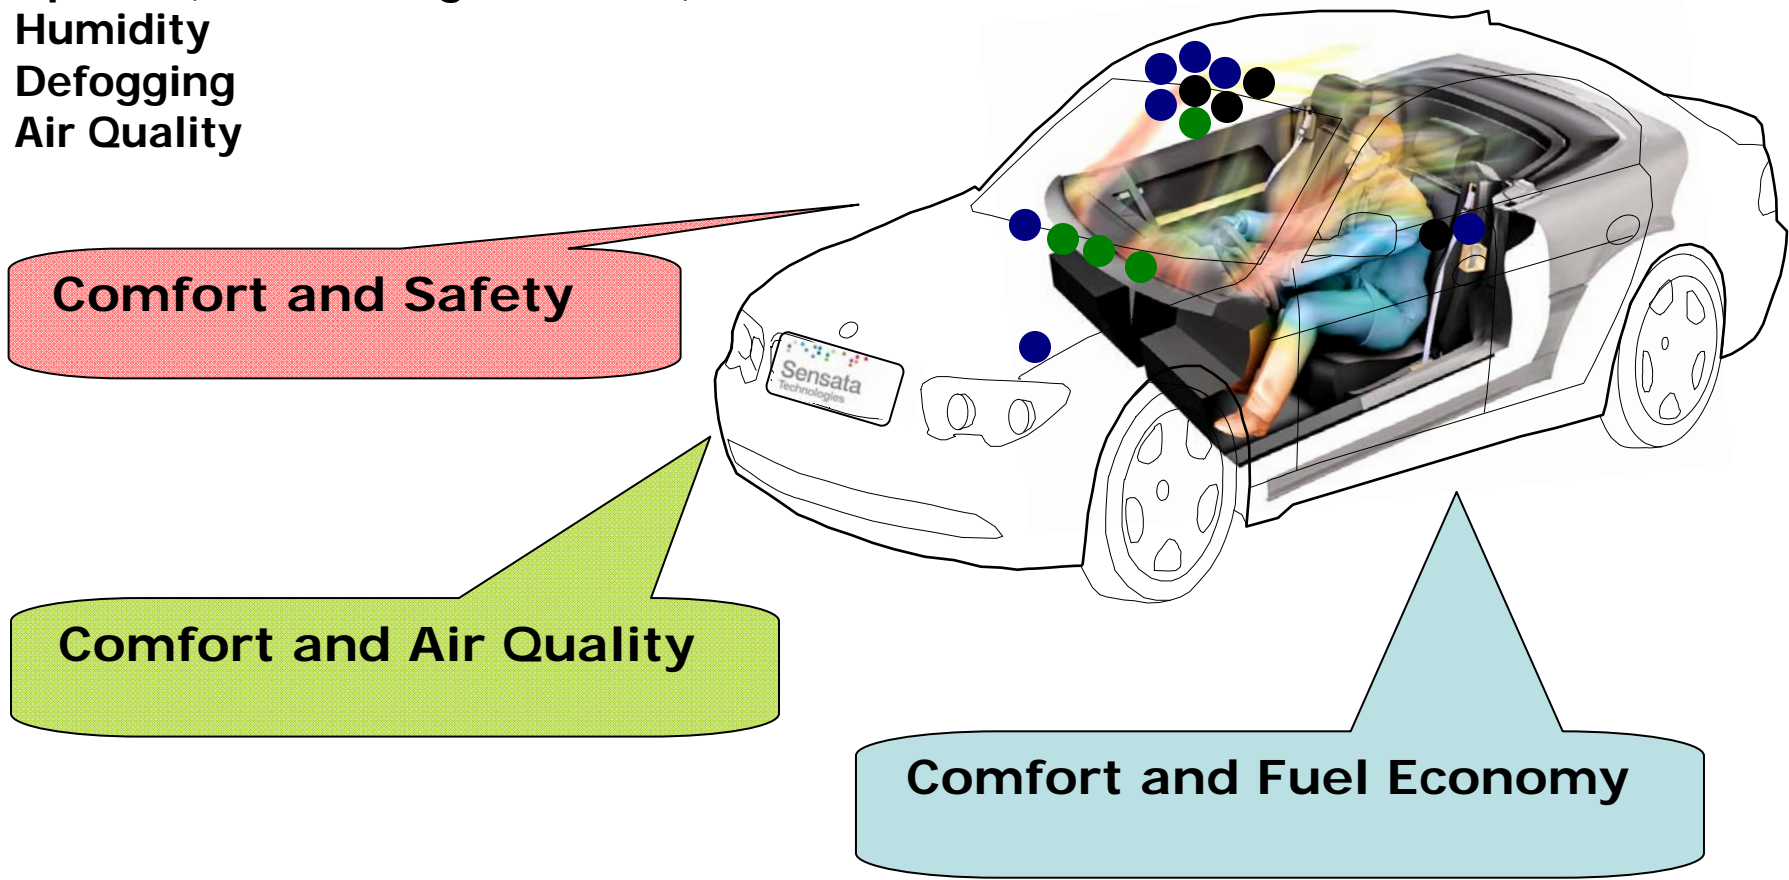 Humidity
Defogging
Air Quality
Comfort and Safety
Sensata
Technologies
Comfort and Air Quality
Comfort and Fuel Economy